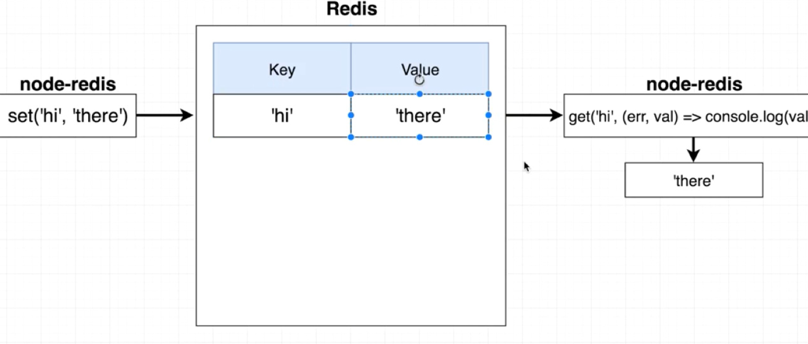 Redis
node-redis
set('hi', 'there')
Key
Value
'hi'
'there'
node-redis
get('hi', (err, val) => console.log(val
'there'